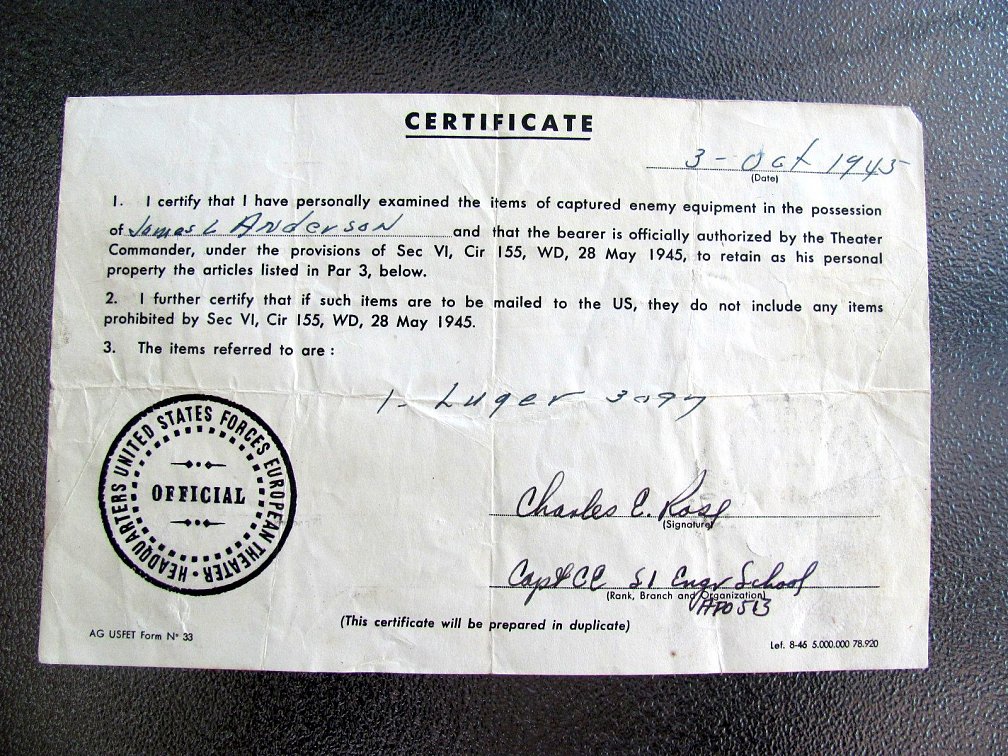 CERTIFICATE
3 - Oct 1945
(Date)
1. I certify that I have personally examined the items of captured enemy equipment in the possession
of James L Anderson and that the bearer is officially authorized by the Theater
Commander, under the provisions of Sec VI, Cir 155, WD, 28 May 1945, to retain as his personal
property the articles listed in Par 3, below.
2. I further certify that if such items are to be mailed to the US, they do not include any items
prohibited by Sec VI, Cir 155, WD, 28 May 1945.
3. The items referred to are :
1- Luger
HEADQUARTERS UNITED STATES FORCES EUROPEAN THEATER
OFFICIAL
Charles E. Rose
(Signature)
Capt CE S1 Engr School
(Rank, Branch and Organization)
APO 513
(This certificate will be prepared in duplicate)
AG USFET Form N° 33
Lef. 8-45 5.000.000 78.920